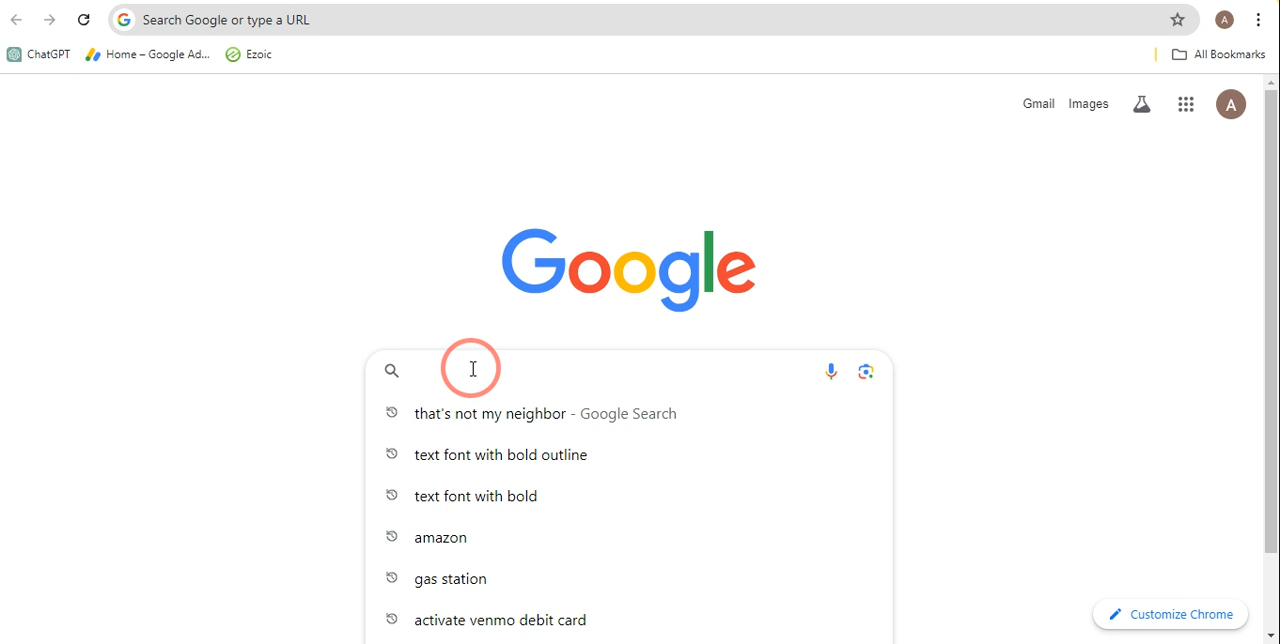 Search Google or type a URL
A
ChatGPT
Home – Google Ad...
Ezoic
All Bookmarks
Gmail
Images
A
Google
that's not my neighbor - Google Search
text font with bold outline
text font with bold
amazon
gas station
activate venmo debit card
Customize Chrome